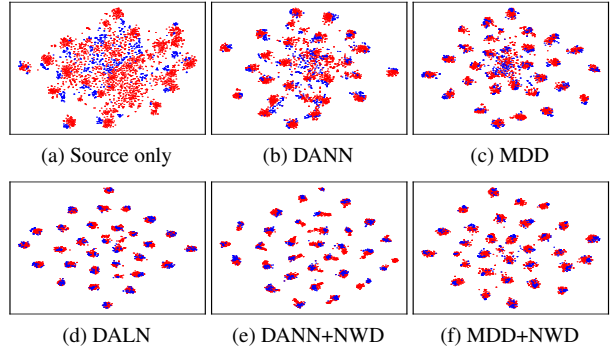 (a) Source only
(b) DANN
(c) MDD
(d) DALN
(e) DANN+NWD
(f) MDD+NWD